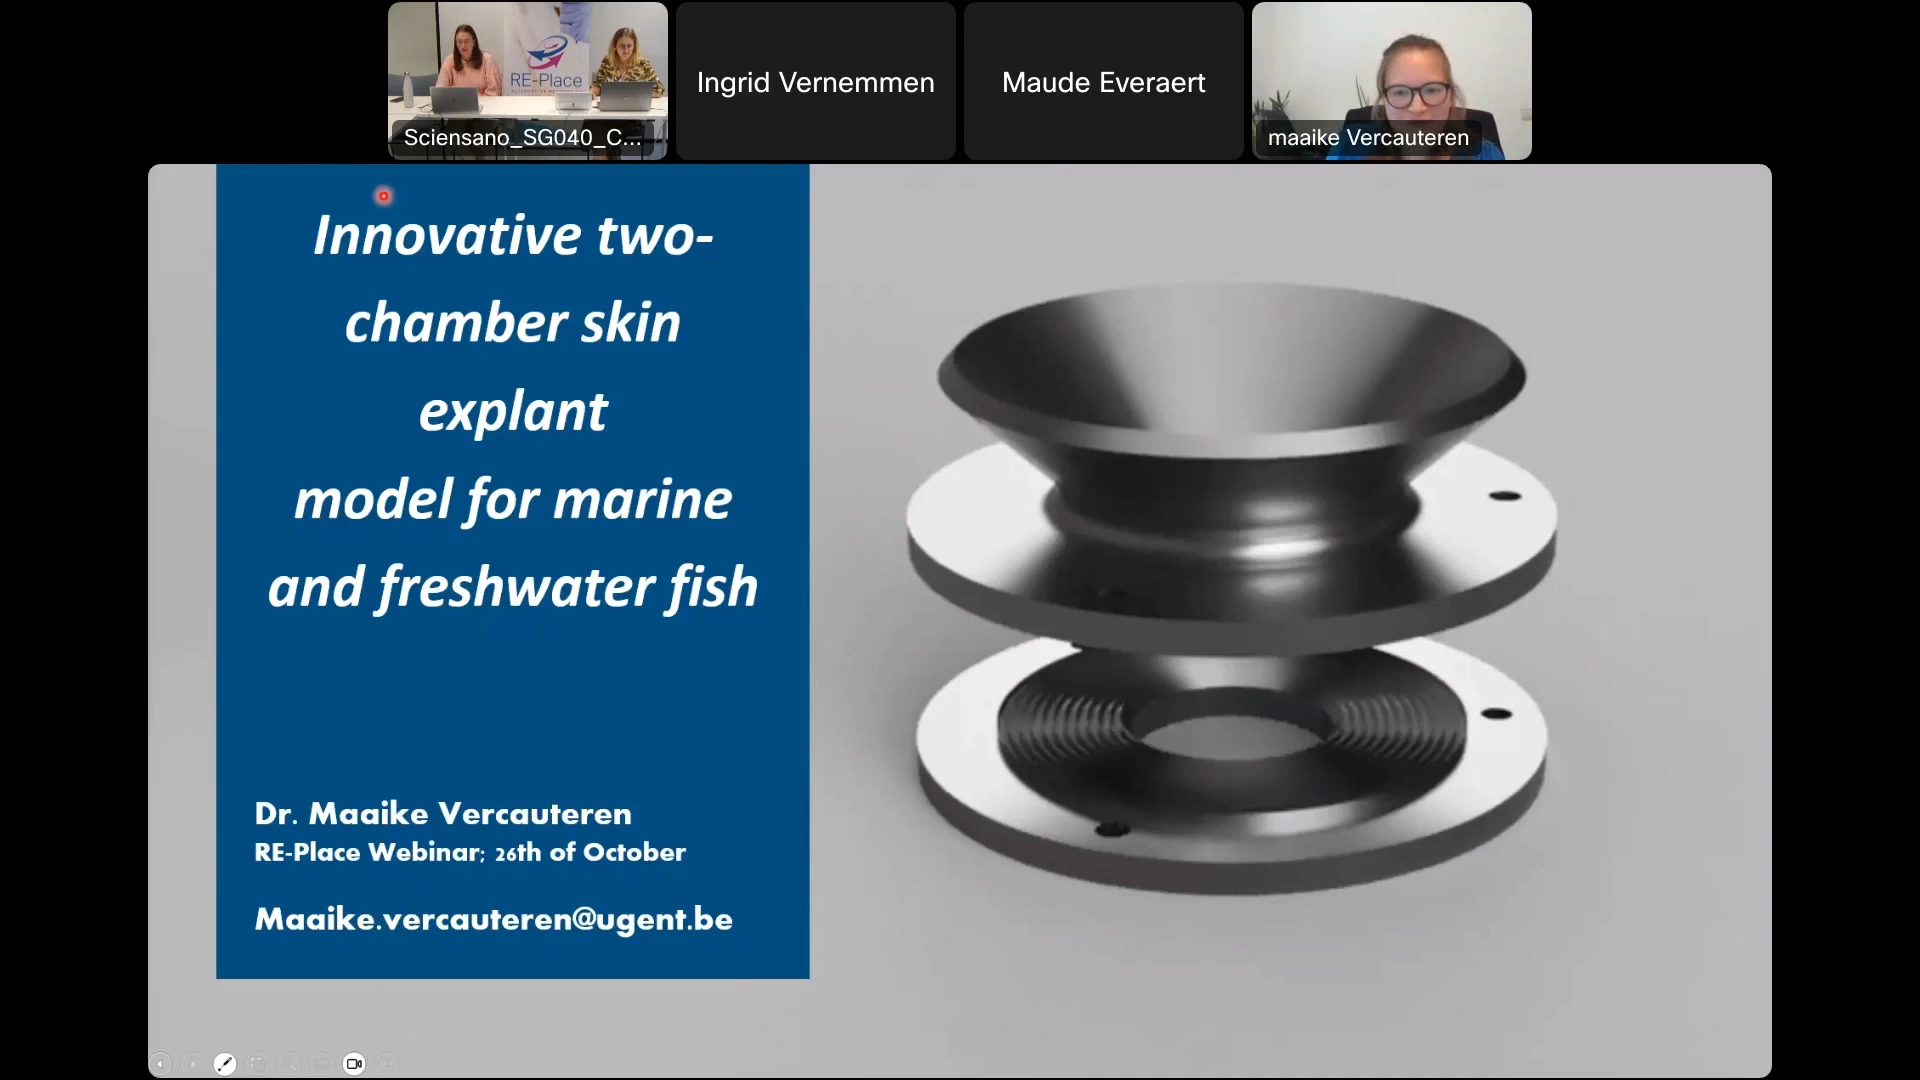 RE-Place
Sciensano_SG040_C...
Ingrid Vernemmen
Maude Everaert
maaike Vercauteren
Innovative two-
chamber skin
explant
model for marine
and freshwater fish
Dr. Maaike Vercauteren
RE-Place Webinar; 26th of October
Maaike.vercauteren@ugent.be